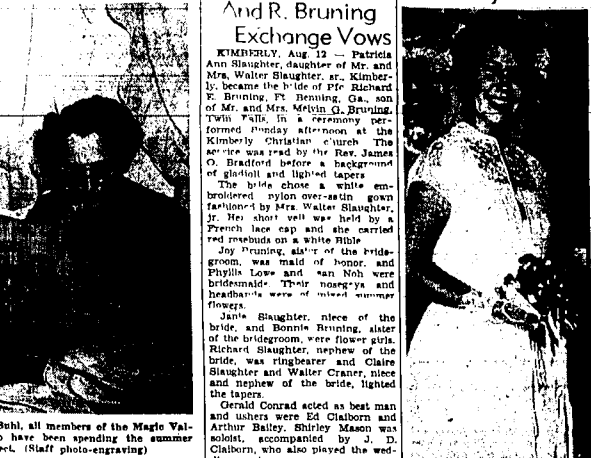 And R. Bruning
Exchange Vows
KIMBERLY, Aug. 12 — Patricia
Ann Slaughter, daughter of Mr. and
Mrs. Walter Slaughter, sr., Kimber-
ly, became the bride of Pfc Richard
E. Bruning, Ft Benning, Ga., son
of Mr. and Mrs. Melvin G. Bruning,
Twin Falls, in a ceremony per-
formed Sunday afternoon at the
Kimberly Christian church The
service was read by the Rev. James
O. Bradford before a background
of gladioli and lighted tapers
The bride chose a white em-
broidered nylon over-satin gown
fashioned by Mrs. Walter Slaughter,
jr. Her short veil was held by a
French lace cap and she carried
red rosebuds on a white Bible
Joy Bruning, sister of the bride-
groom, was maid of honor, and
Phyllis Lowe and Noh were
bridesmaids. Their nosegays and
headbands were of mixed summer
flowers.
Janie Slaughter, niece of the
bride, and Bonnie Bruning, sister
of the bridegroom, were flower girls.
Richard Slaughter, nephew of the
bride, was ringbearer and Claire
Slaughter and Walter Craner, niece
and nephew of the bride, lighted
the tapers.
Gerald Conrad acted as best man
and ushers were Ed Claiborn and
Arthur Bailey. Shirley Mason was
soloist, accompanied by J. D.
Claiborn, who also played the wed-
Buhl, all members of the Magic Val-
have been spending the summer
(Staff photo-engraving)